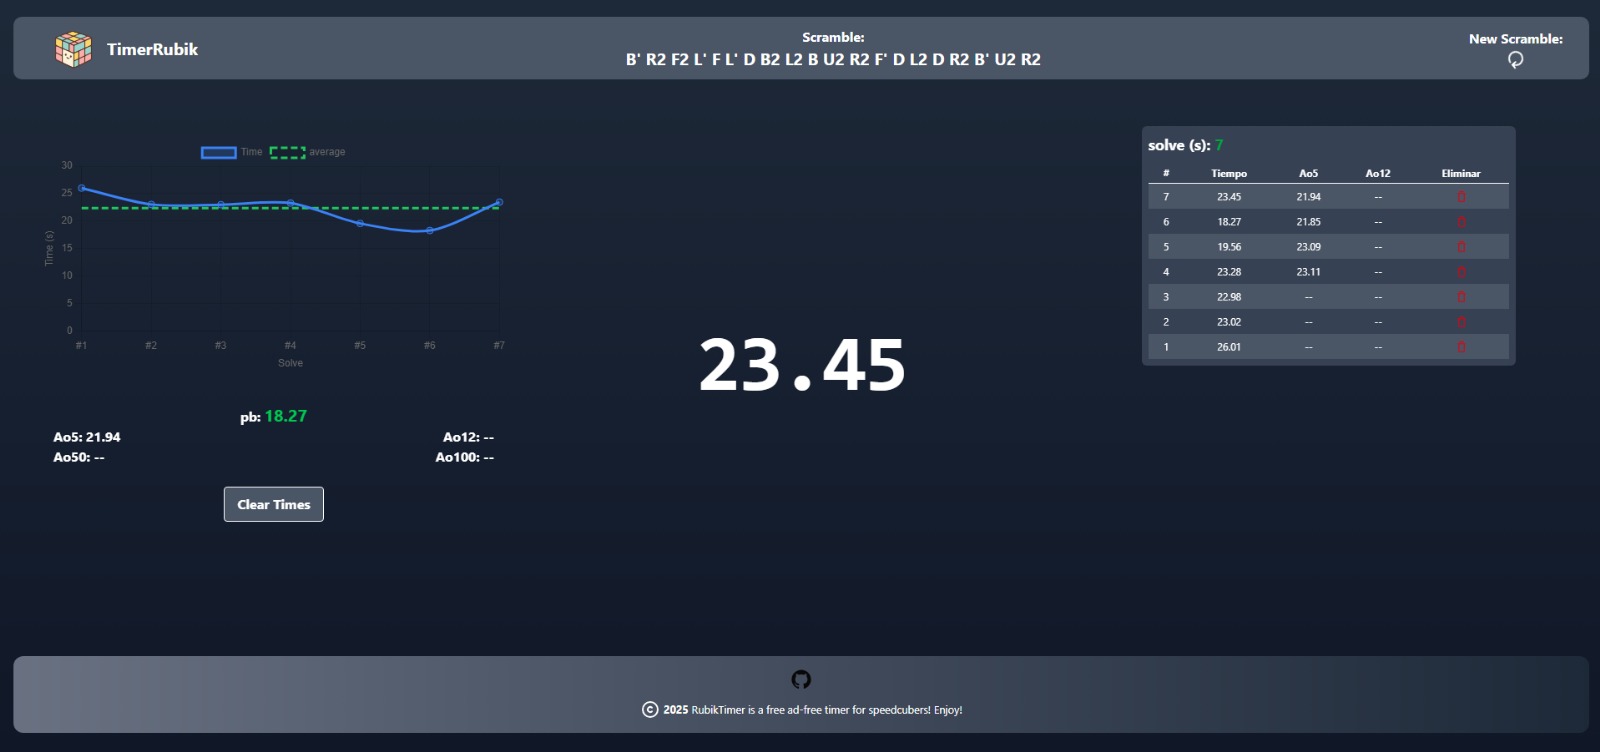 TimerRubik
Scramble:
B' R2 F2 L' F L' D B2 L2 B U2 R2 F' D L2 D R2 B' U2 R2
New Scramble:
Time average
30
25
20
15
10
5
0
Time (s)
#1 #2 #3 #4 #5 #6 #7
Solve
pb: 18.27
Ao5: 21.94 Ao12: --
Ao50: -- Ao100: --
Clear Times
23.45
solve (s): 7
# Tiempo Ao5 Ao12 Eliminar
7 23.45 21.94 --
6 18.27 21.85 --
5 19.56 23.09 --
4 23.28 23.11 --
3 22.98 -- --
2 23.02 -- --
1 26.01 -- --
© 2025 RubikTimer is a free ad-free timer for speedcubers! Enjoy!